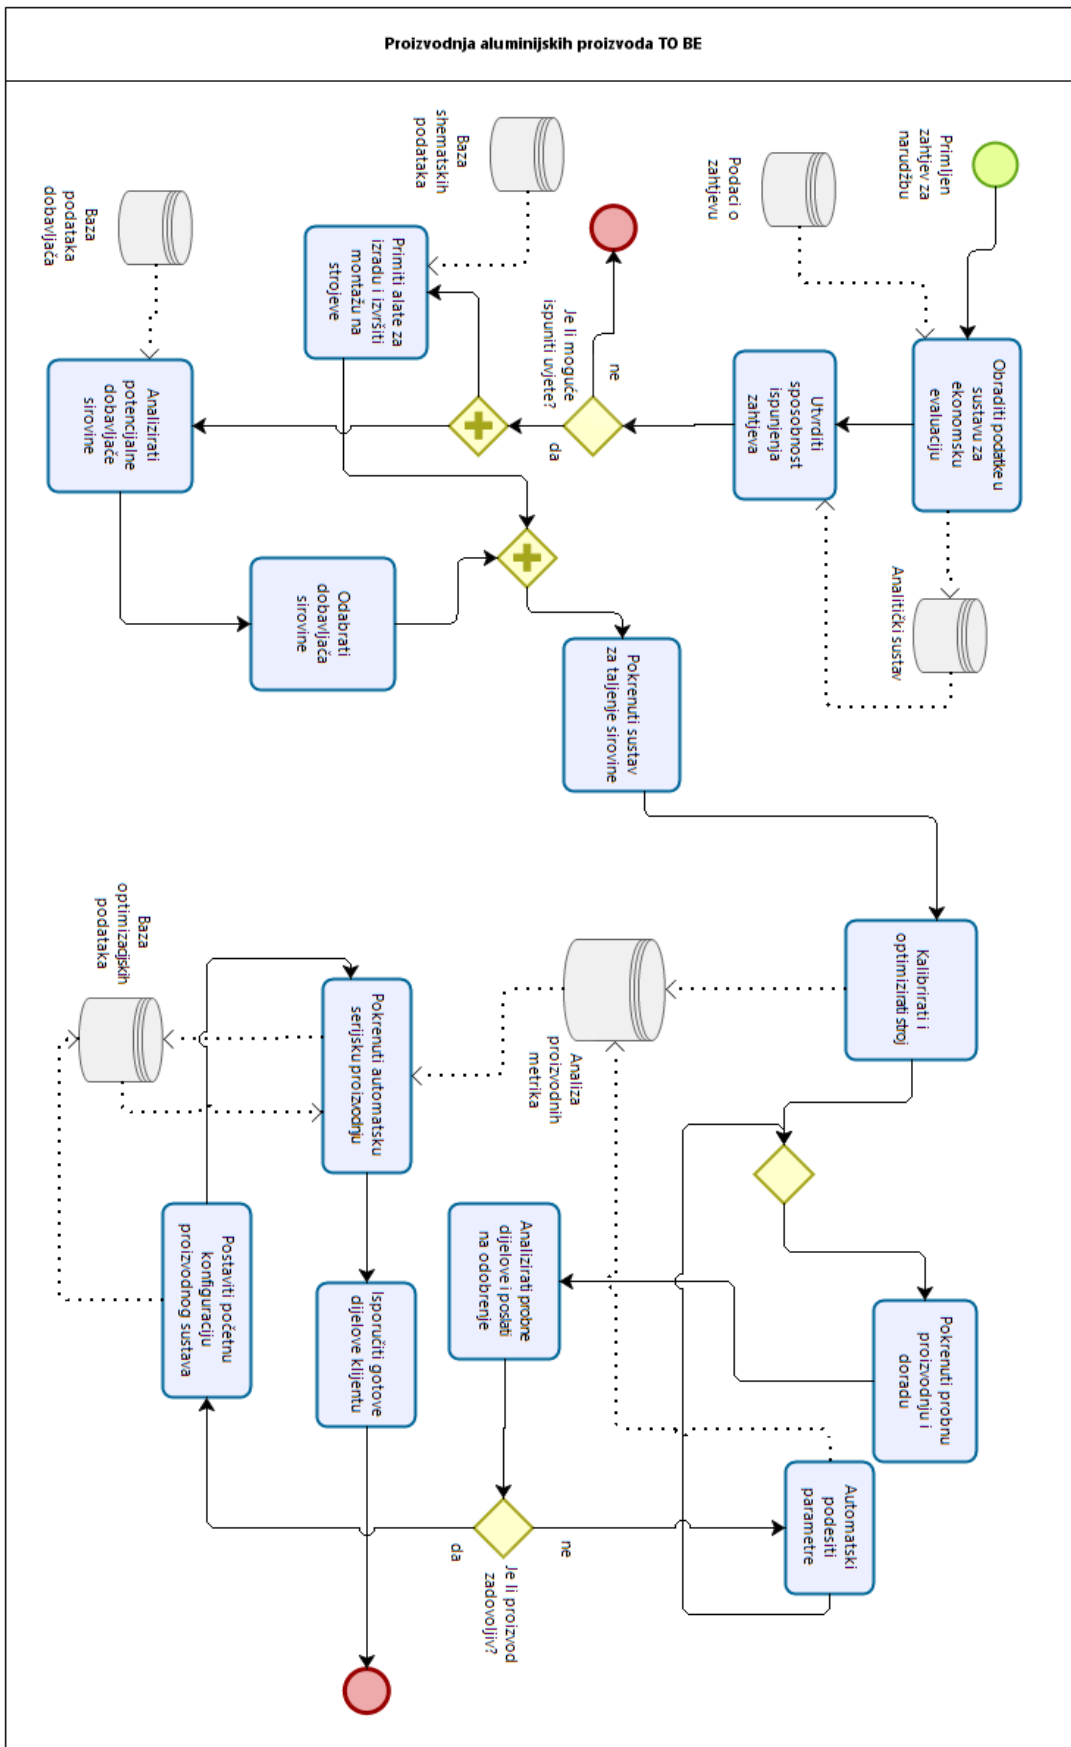 Proizvodnja aluminijskih proizvoda TO BE
Primljen
zahtjev za
narudžbu
Podaci o
zahtjevu
Obraditi podatke u
sustavu za
ekonomsku
evaluaciju
Analitički sustav
Utvrditi
sposobnost
ispunjenja
zahtjeva
Je li moguće
ispuniti uvjete?
ne
da
Baza
shematskih
podataka
Primiti alate za
izradu i izvršiti
montažu na
strojeve
Baza
podataka
dobavljača
Analizirati
potencijalne
dobavljače
sirovine
Odabrati
dobavljača
sirovine
Pokrenuti sustav
za taljenje sirovine
Kalibrirati i
optimizirati stroj
Analiza
proizvodnih
metrika
Pokrenuti probnu
proizvodnju i
doradu
Analizirati probne
dijelove i poslati
na odobrenje
Je li proizvod
zadovoljiv?
ne
da
Automatski
podesiti
parametre
Postaviti početnu
konfiguraciju
proizvodnog sustava
Baza
optimizacijskih
podataka
Pokrenuti automatsku
serijsku proizvodnju
Isporučiti gotove
dijelove klijentu